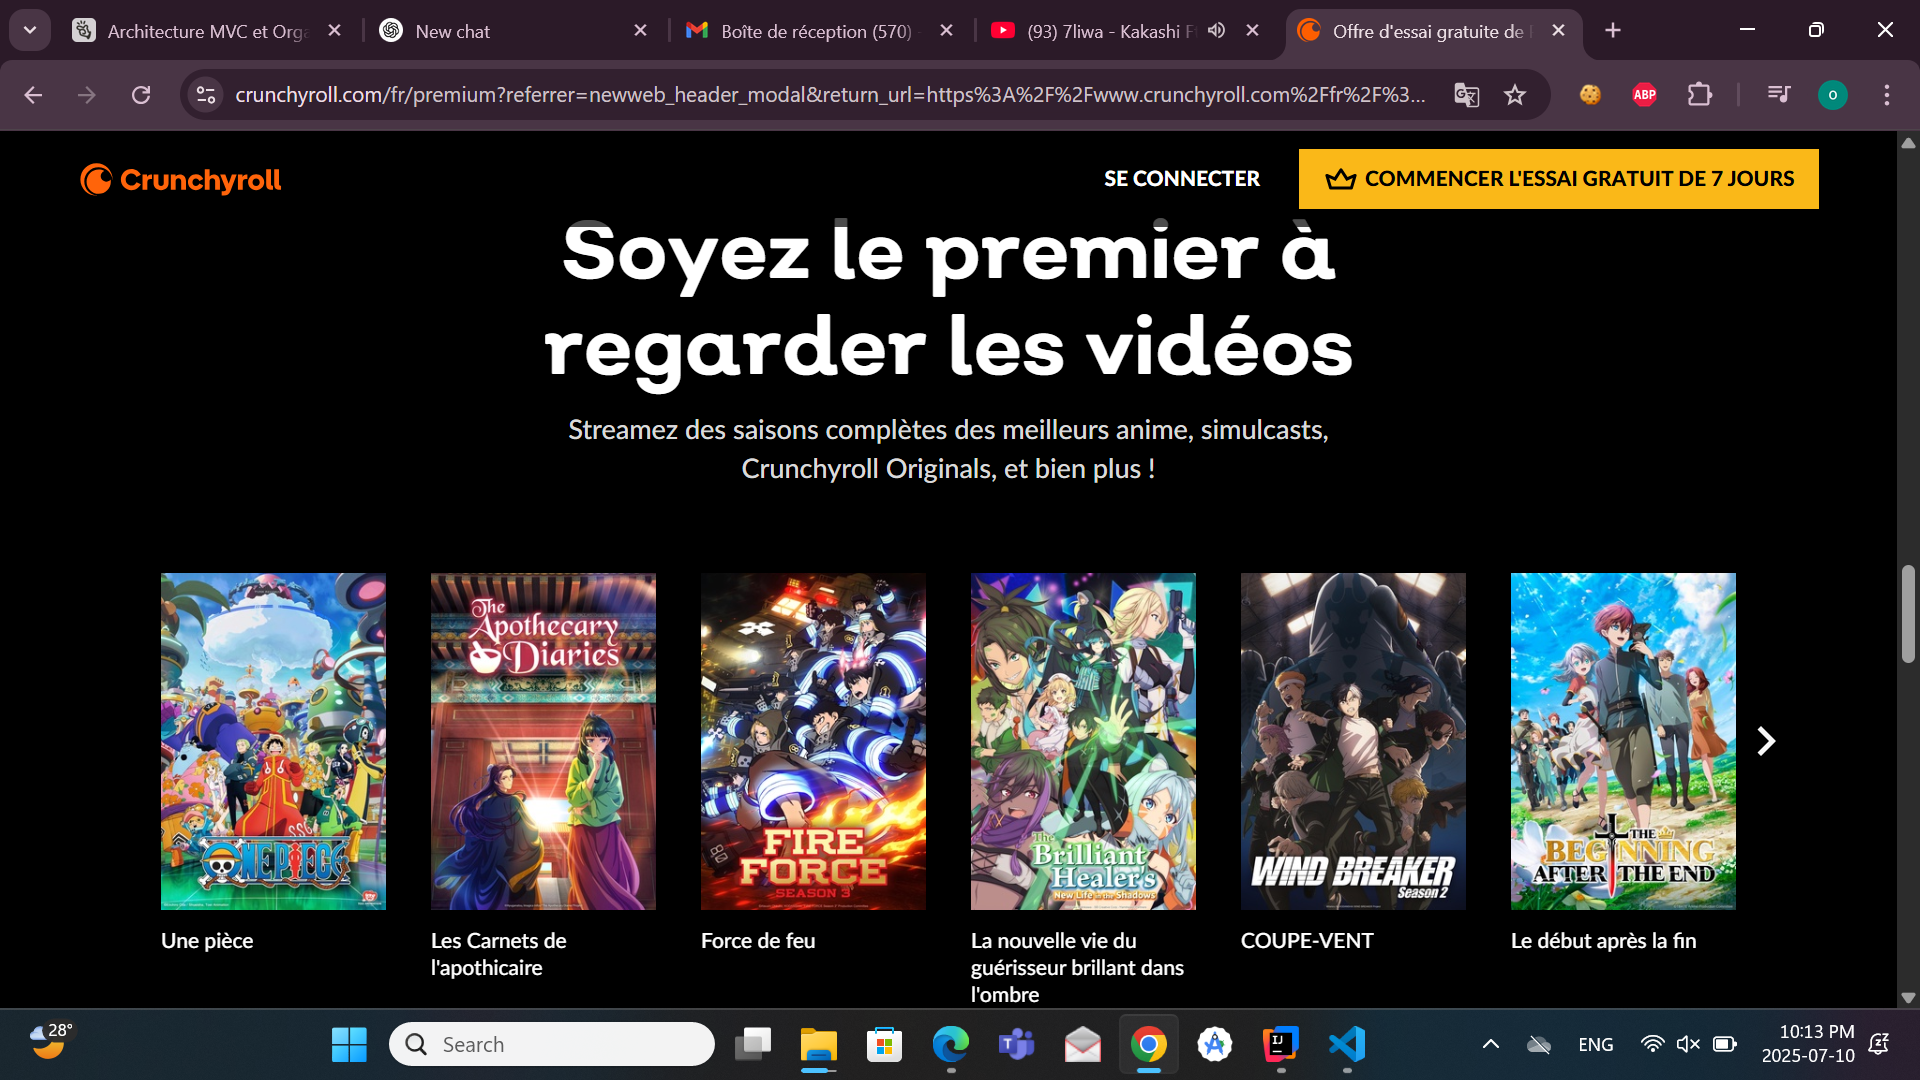 Architecture MVC et Orga
New chat
Boîte de réception (570)
(93) 7liwa - Kakashi F
Offre d'essai gratuite de
crunchyroll.com/fr/premium?referrer=newweb_header_modal&return_url=https%3A%2F%2Fwww.crunchyroll.com%2Ffr%2F%3...
ABP
O
Crunchyroll
SE CONNECTER
COMMENCER L'ESSAI GRATUIT DE 7 JOURS
Soyez le premier à
regarder les vidéos
Streamez des saisons complètes des meilleurs anime, simulcasts,
Crunchyroll Originals, et bien plus !
ONE PIECE
The
Apothecary
Diaries
FIRE
FORCE
SEASON 3
The
Brilliant
Healer's
New Life in the Shadows
WIND BREAKER
Season 2
THE
BEGINNING
AFTER THE END
Une pièce
Les Carnets de
l'apothicaire
Force de feu
La nouvelle vie du
guérisseur brillant dans
l'ombre
COUPE-VENT
Le début après la fin
28°
Search
ENG
10:13 PM
2025-07-10